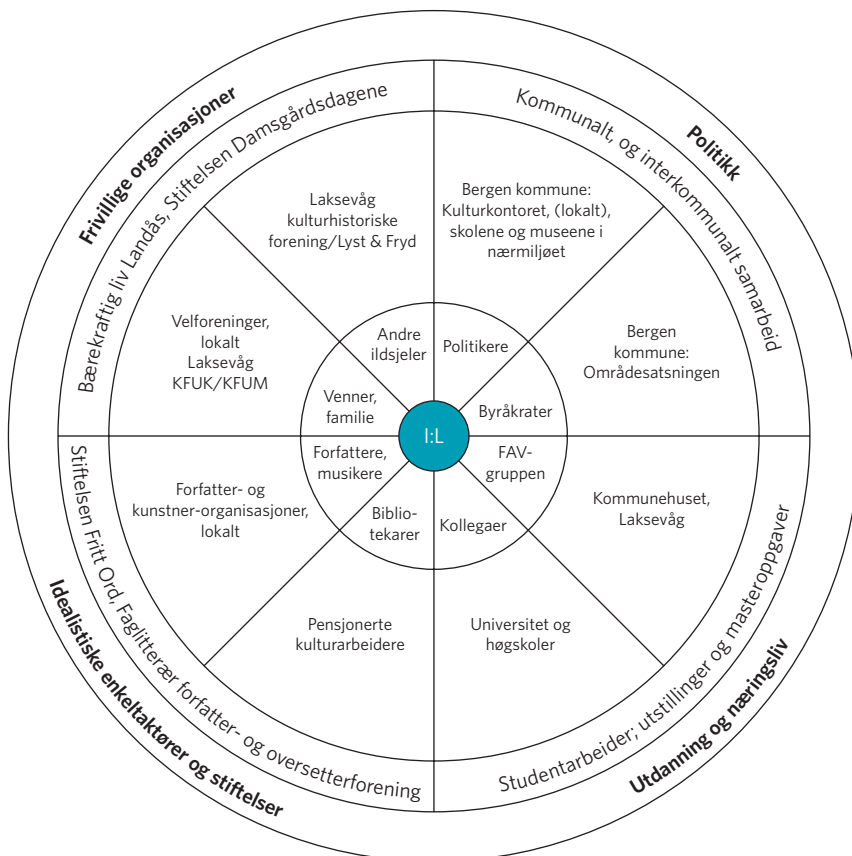 Frivillige organisasjoner
Politikk
Bærekraftig liv Landås, Stiftelsen Damsgårdsdagene
Kommunalt, og interkommunalt samarbeid
Laksevåg
kulturhistoriske
forening/Lyst & Fryd
Bergen kommune:
Kulturkontoret, (lokalt),
skolene og museene i
nærmiljøet
Velforeninger,
lokalt
Laksevåg
KFUK/KFUM
Bergen
kommune:
Områdesatsningen
Andre
ildsjeler
Politikere
Venner,
familie
Byråkrater
I:L
Forfattere,
musikere
FAV-
gruppen
Biblio-
tekarer
Kollegaer
Forfatter- og
kunstner-organisasjoner,
lokalt
Kommunehuset,
Laksevåg
Pensjonerte
kulturarbeidere
Universitet og
høgskoler
Stiftelsen Fritt Ord, Faglitterær forfatter- og oversetterforening
Studentarbeider; utstillinger og masteroppgaver
Idealistiske enkeltaktører og stiftelser
Utdanning og næringsliv